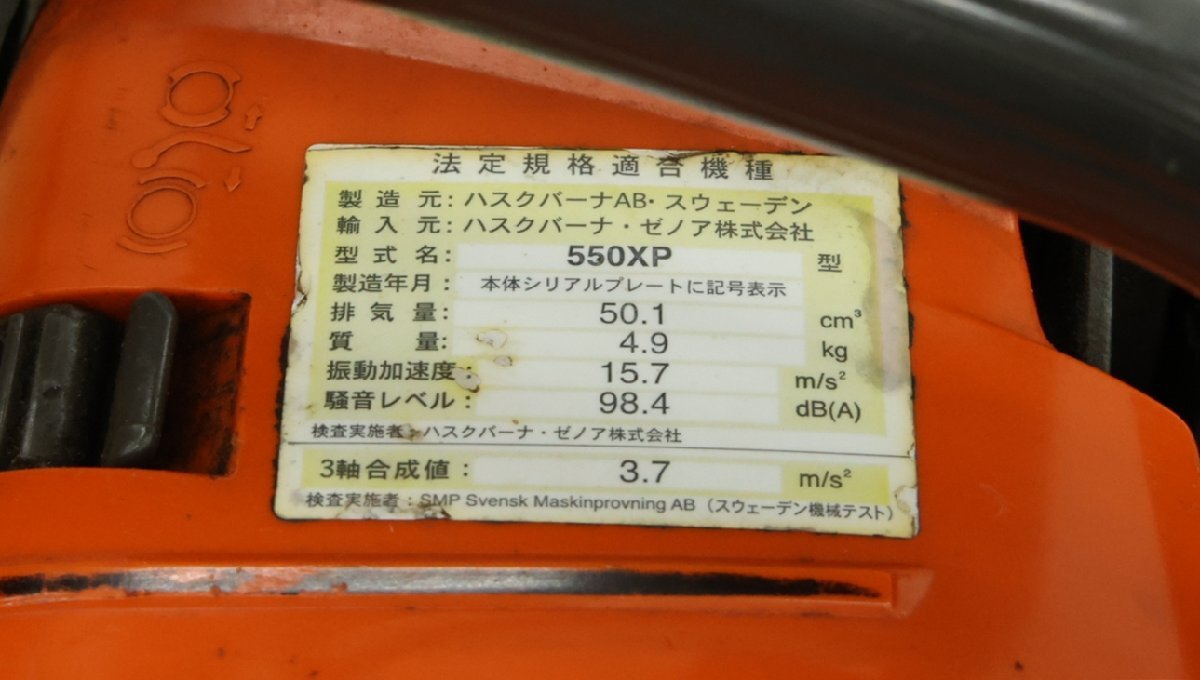 法定規格適合機種
製造元:ハスクバーナAB・スウェーデン
輸入元:ハスクバーナ・ゼノア株式会社
型式名: 550XP 型
製造年月: 本体シリアルプレートに記号表示
排気量: 50.1 cm³
質量: 4.9 kg
振動加速度: 15.7 m/s²
騒音レベル: 98.4 dB(A)
検査実施者:ハスクバーナ・ゼノア株式会社
3軸合成値: 3.7 m/s²
検査実施者:SMP Svensk Maskinprovning AB(スウェーデン機械テスト)